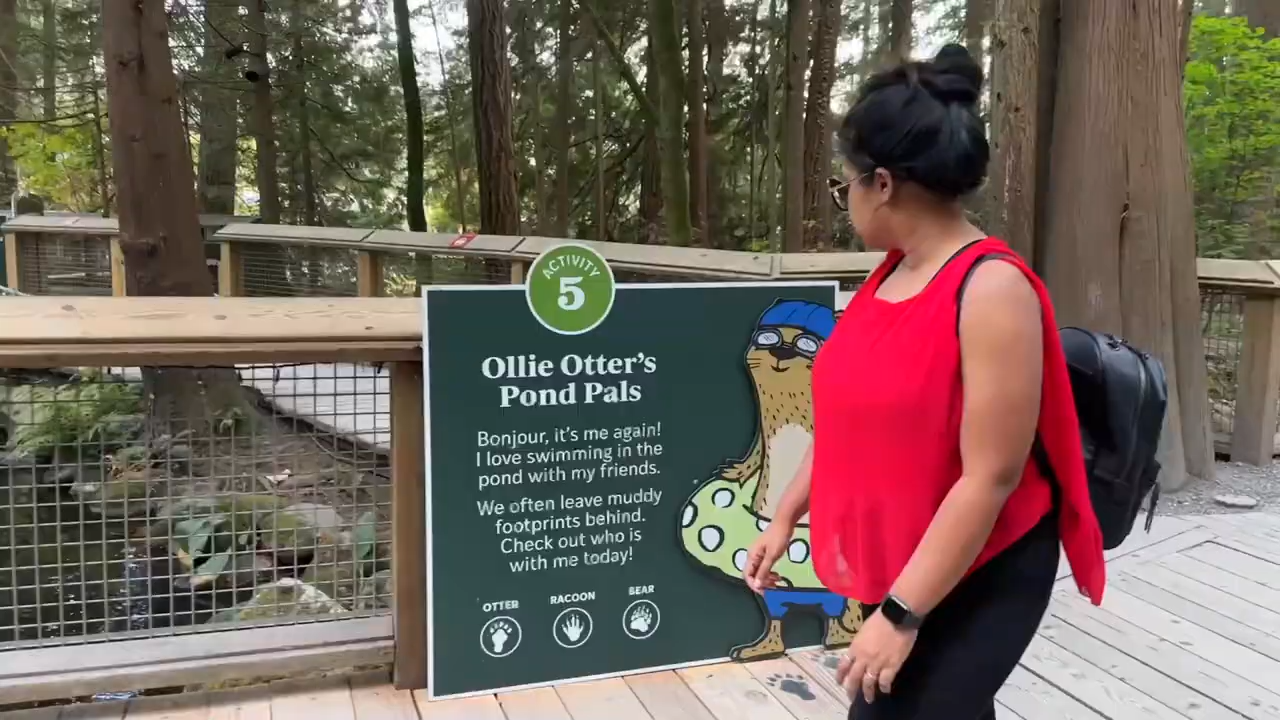 ACTIVITY
5
Ollie Otter's
Pond Pals
Bonjour, it's me again!
I love swimming in the
pond with my friends.
We often leave muddy
footprints behind.
Check out who is
with me today!
OTTER RACOON BEAR